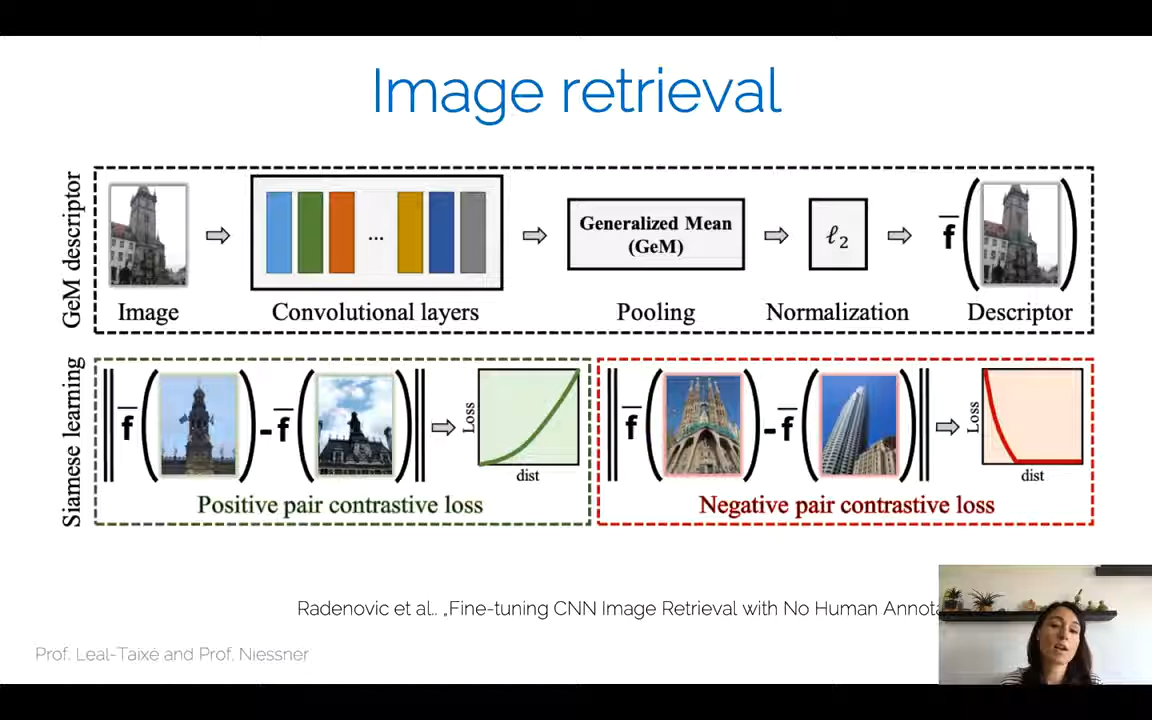 Image retrieval
GeM descriptor
...
Generalized Mean
(GeM)
ℓ2
f̅
Image
Convolutional layers
Pooling
Normalization
Descriptor
Siamese learning
f̅ - f̅
Loss
dist
Positive pair contrastive loss
f̅ - f̅
Loss
dist
Negative pair contrastive loss
Radenovic et al.. „Fine-tuning CNN Image Retrieval with No Human
Prof. Leal-Taixé and Prof. Niessner